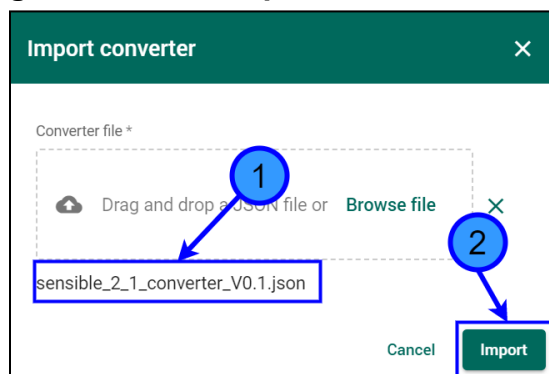 Import converter
Converter file *
1
Drag and drop a JSON file or Browse file
2
sensible_2_1_converter_V0.1.json
Cancel Import